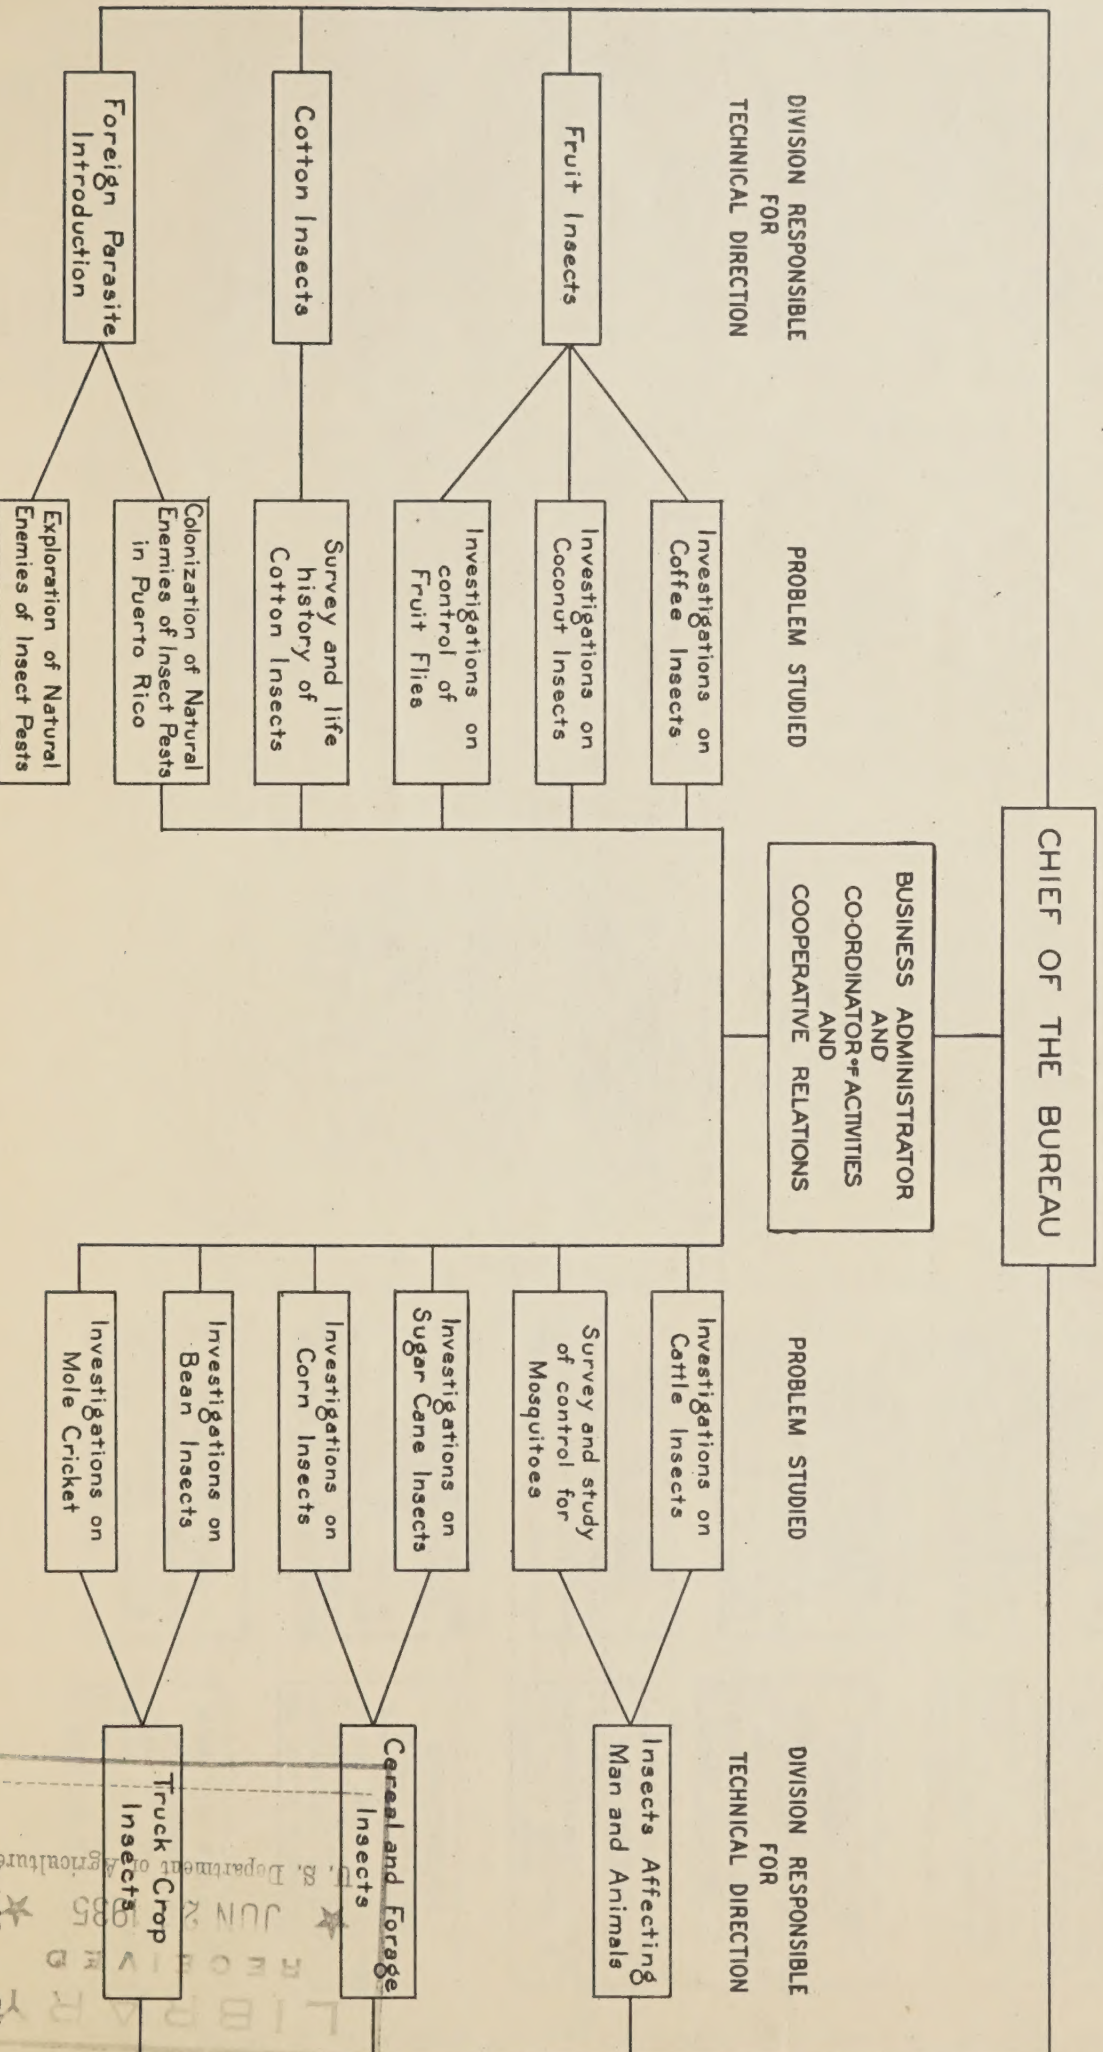 CHIEF OF THE BUREAU
BUSINESS ADMINISTRATOR
AND
CO-ORDINATOR OF ACTIVITIES
AND
COOPERATIVE RELATIONS
DIVISION RESPONSIBLE
FOR
TECHNICAL DIRECTION
PROBLEM STUDIED
PROBLEM STUDIED
DIVISION RESPONSIBLE
FOR
TECHNICAL DIRECTION
Fruit Insects
Investigations on
Coffee Insects
Investigations on
Coconut Insects
Investigations on
control of
Fruit Flies
Cotton Insects
Survey and life
history of
Cotton Insects
Foreign Parasite
Introduction
Colonization of Natural
Enemies of Insect Pests
in Puerto Rico
Exploration of Natural
Enemies of Insect Pests
Investigations on
Cattle Insects
Survey and study
of control for
Mosquitoes
Insects Affecting
Man and Animals
Investigations on
Sugar Cane Insects
Investigations on
Corn Insects
Cereal and Forage
Insects
Investigations on
Bean Insects
Investigations on
Mole Cricket
Truck Crop
Insects
LIBRARY
RECEIVED
★ JUN 2 1935 ★
U. S. Department of Agriculture